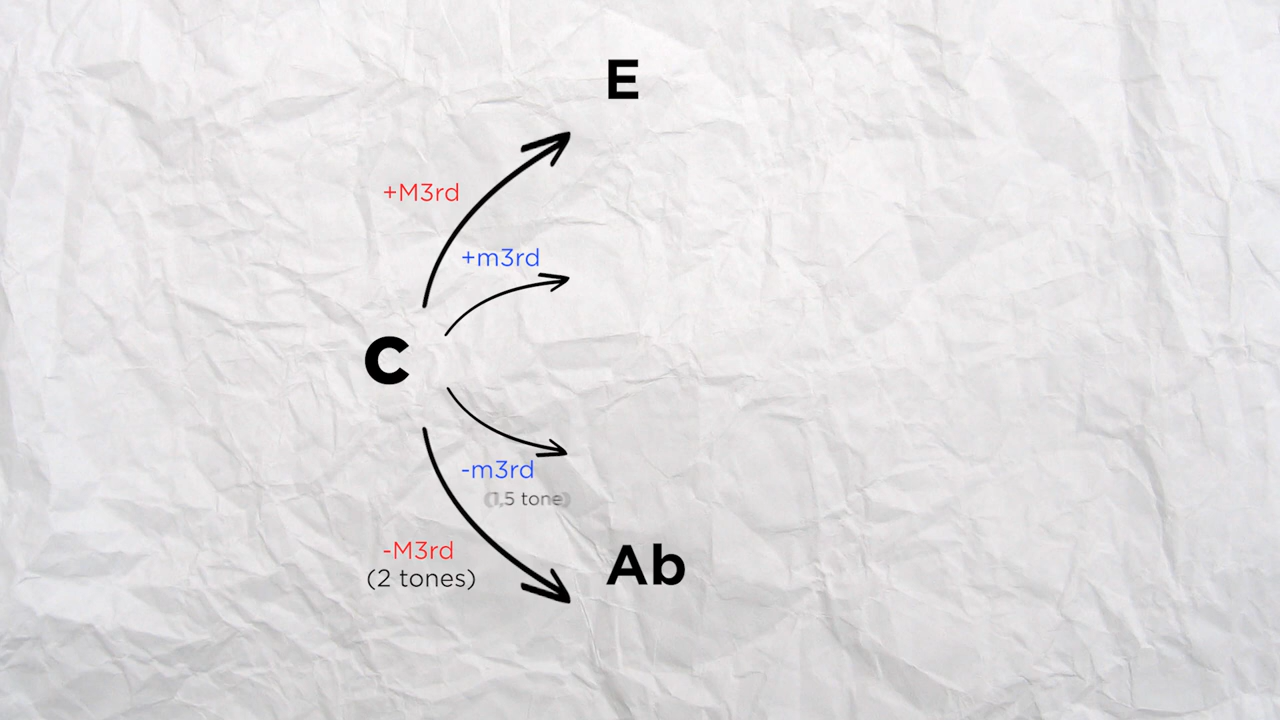 E
+M3rd
+m3rd
C
-m3rd
(1,5 tone)
-M3rd
(2 tones)
Ab